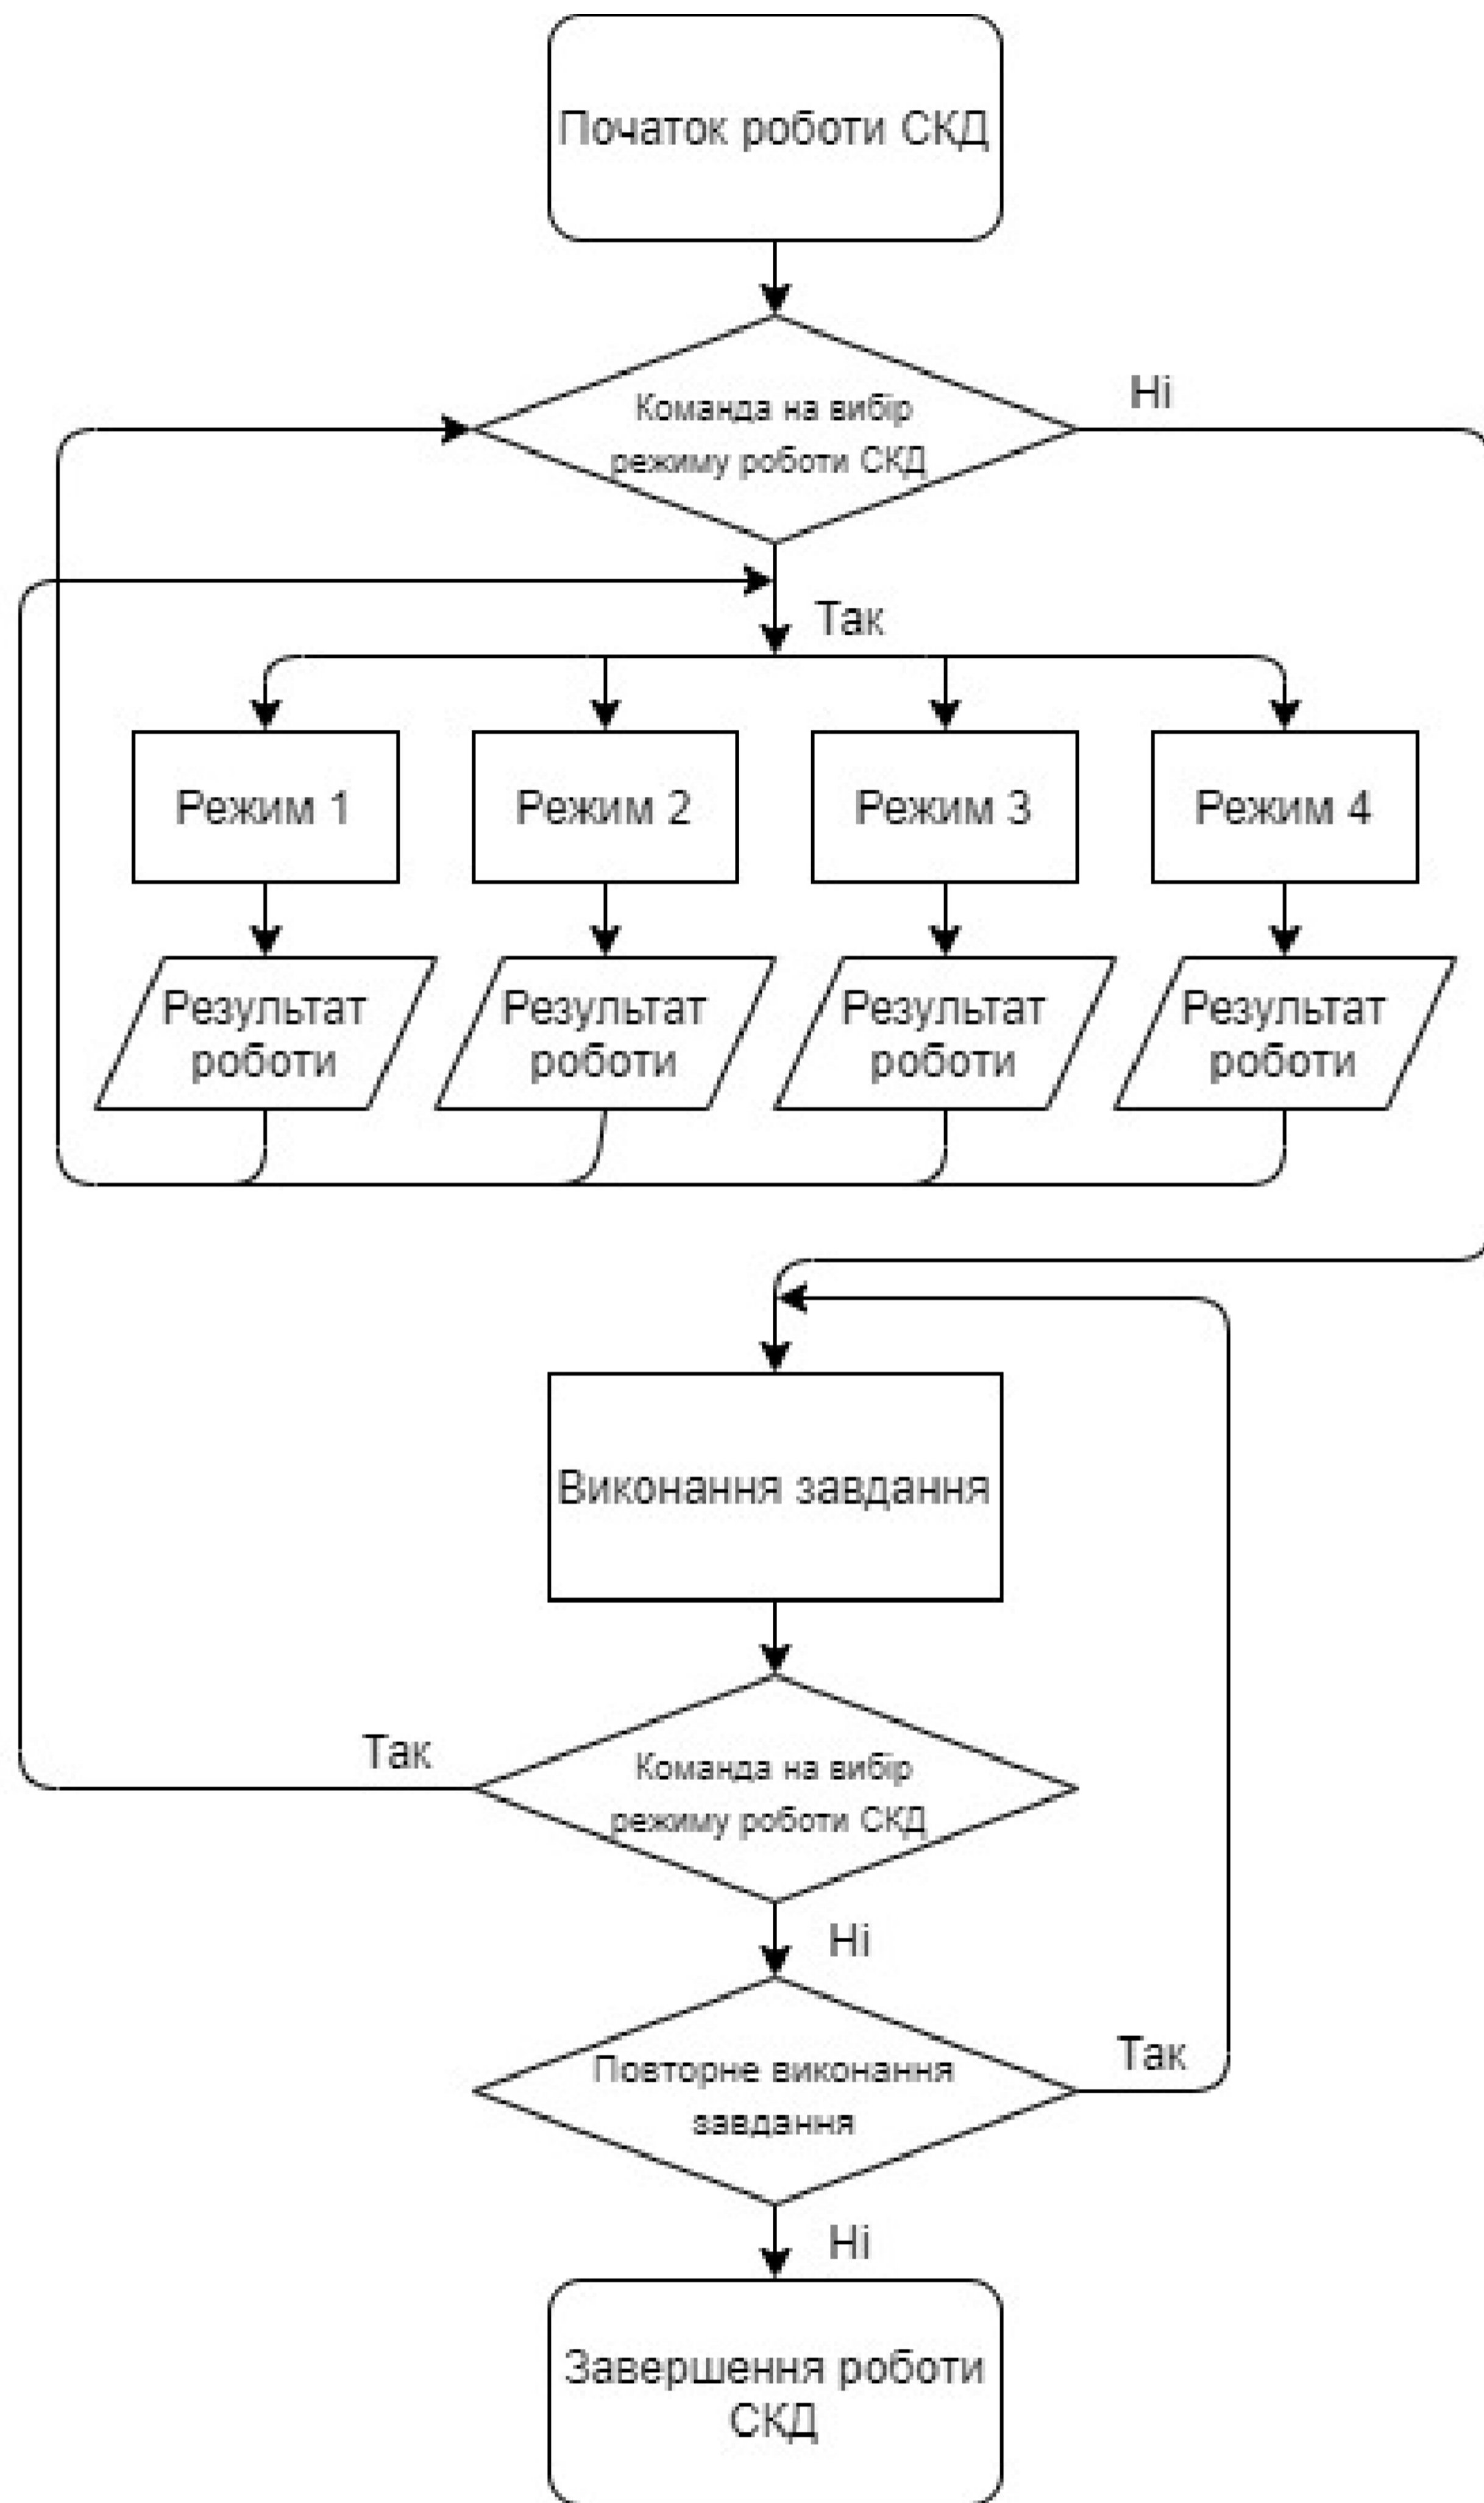 Початок роботи СКД
Команда на вибір
режиму роботи СКД
Ні
Так
Режим 1
Режим 2
Режим 3
Режим 4
Результат
роботи
Результат
роботи
Результат
роботи
Результат
роботи
Виконання завдання
Так
Команда на вибір
режиму роботи СКД
Ні
Повторне виконання
завдання
Так
Ні
Завершення роботи
СКД